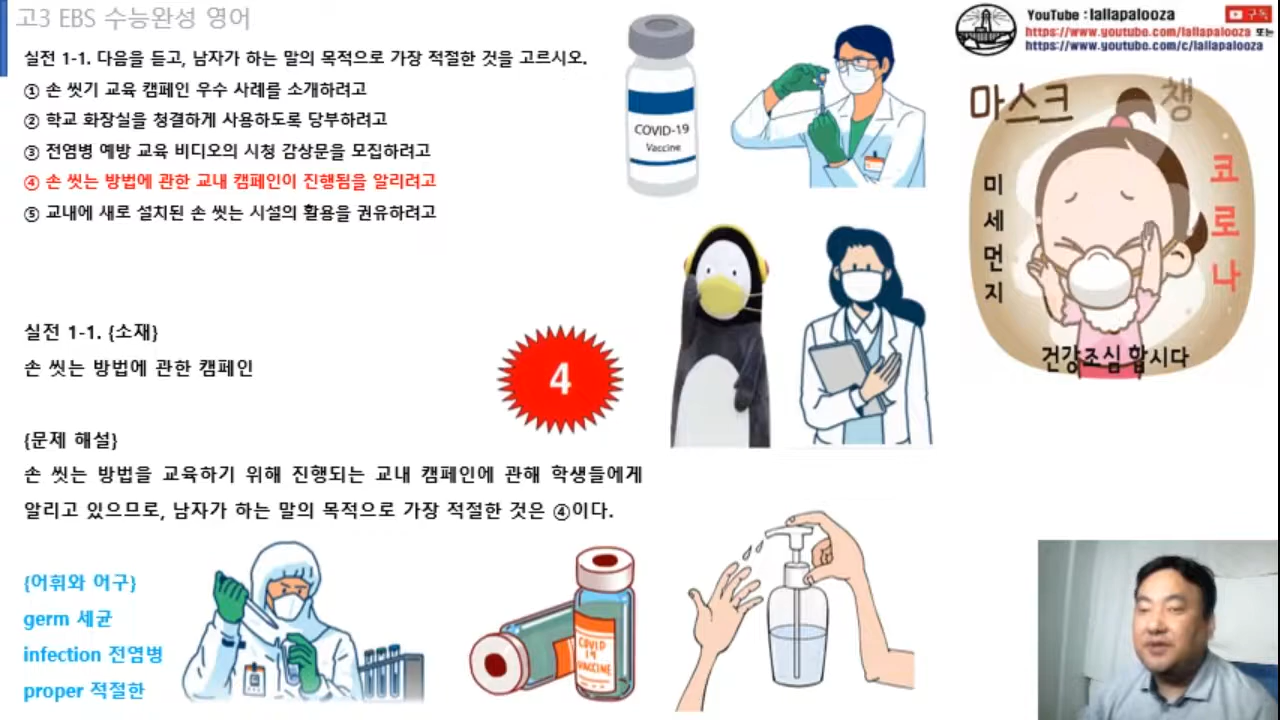 고3 EBS 수능완성 영어
실전 1-1. 다음을 듣고, 남자가 하는 말의 목적으로 가장 적절한 것을 고르시오.
① 손 씻기 교육 캠페인 우수 사례를 소개하려고
② 학교 화장실을 청결하게 사용하도록 당부하려고
③ 전염병 예방 교육 비디오의 시청 감상문을 모집하려고
④ 손 씻는 방법에 관한 교내 캠페인이 진행됨을 알리려고
⑤ 교내에 새로 설치된 손 씻는 시설의 활용을 권유하려고
COVID-19
Vaccine
YouTube : lallapalooza
구독
https://www.youtube.com/lallapalooza 또는
https://www.youtube.com/c/lallapalooza
마스크 챙
미세먼지
코로나
건강조심 합시다
실전 1-1. {소재}
손 씻는 방법에 관한 캠페인
4
{문제 해설}
손 씻는 방법을 교육하기 위해 진행되는 교내 캠페인에 관해 학생들에게
알리고 있으므로, 남자가 하는 말의 목적으로 가장 적절한 것은 ④이다.
{어휘와 어구}
germ 세균
infection 전염병
proper 적절한
COVID
19
VACCINE